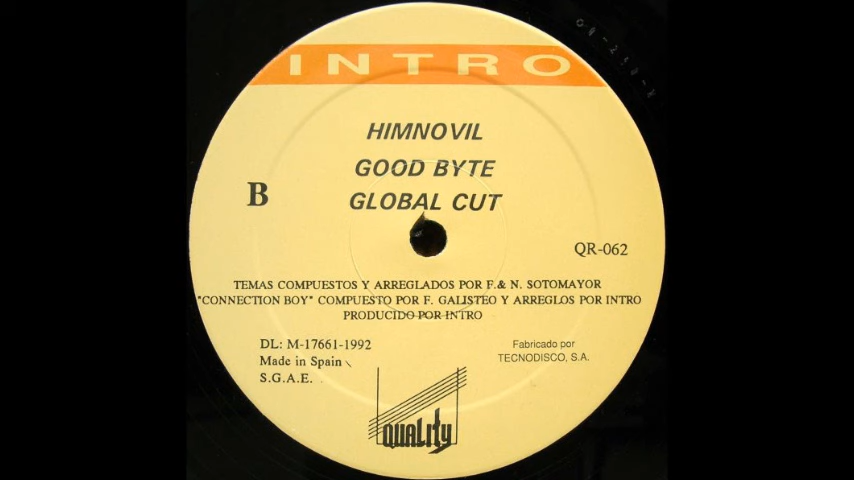 INTRO
HIMNOVIL
GOOD BYTE
GLOBAL CUT
B
QR-062
TEMAS COMPUESTOS Y ARREGLADOS POR F.& N. SOTOMAYOR
"CONNECTION BOY" COMPUESTO POR F. GALISTEO Y ARREGLOS POR INTRO
PRODUCIDO POR INTRO
DL: M-17661-1992
Made in Spain
S.G.A.E.
Fabricado por
TECNODISCO, S.A.
QUALITY